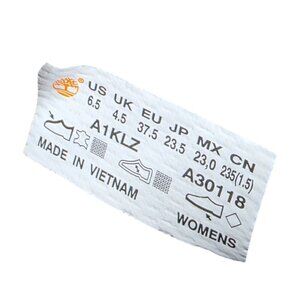 US UK EU JP MX CN
6.5 4.5 37.5 23.5 23,0 235(1.5)
A1KLZ A30118
MADE IN VIETNAM
WOMENS